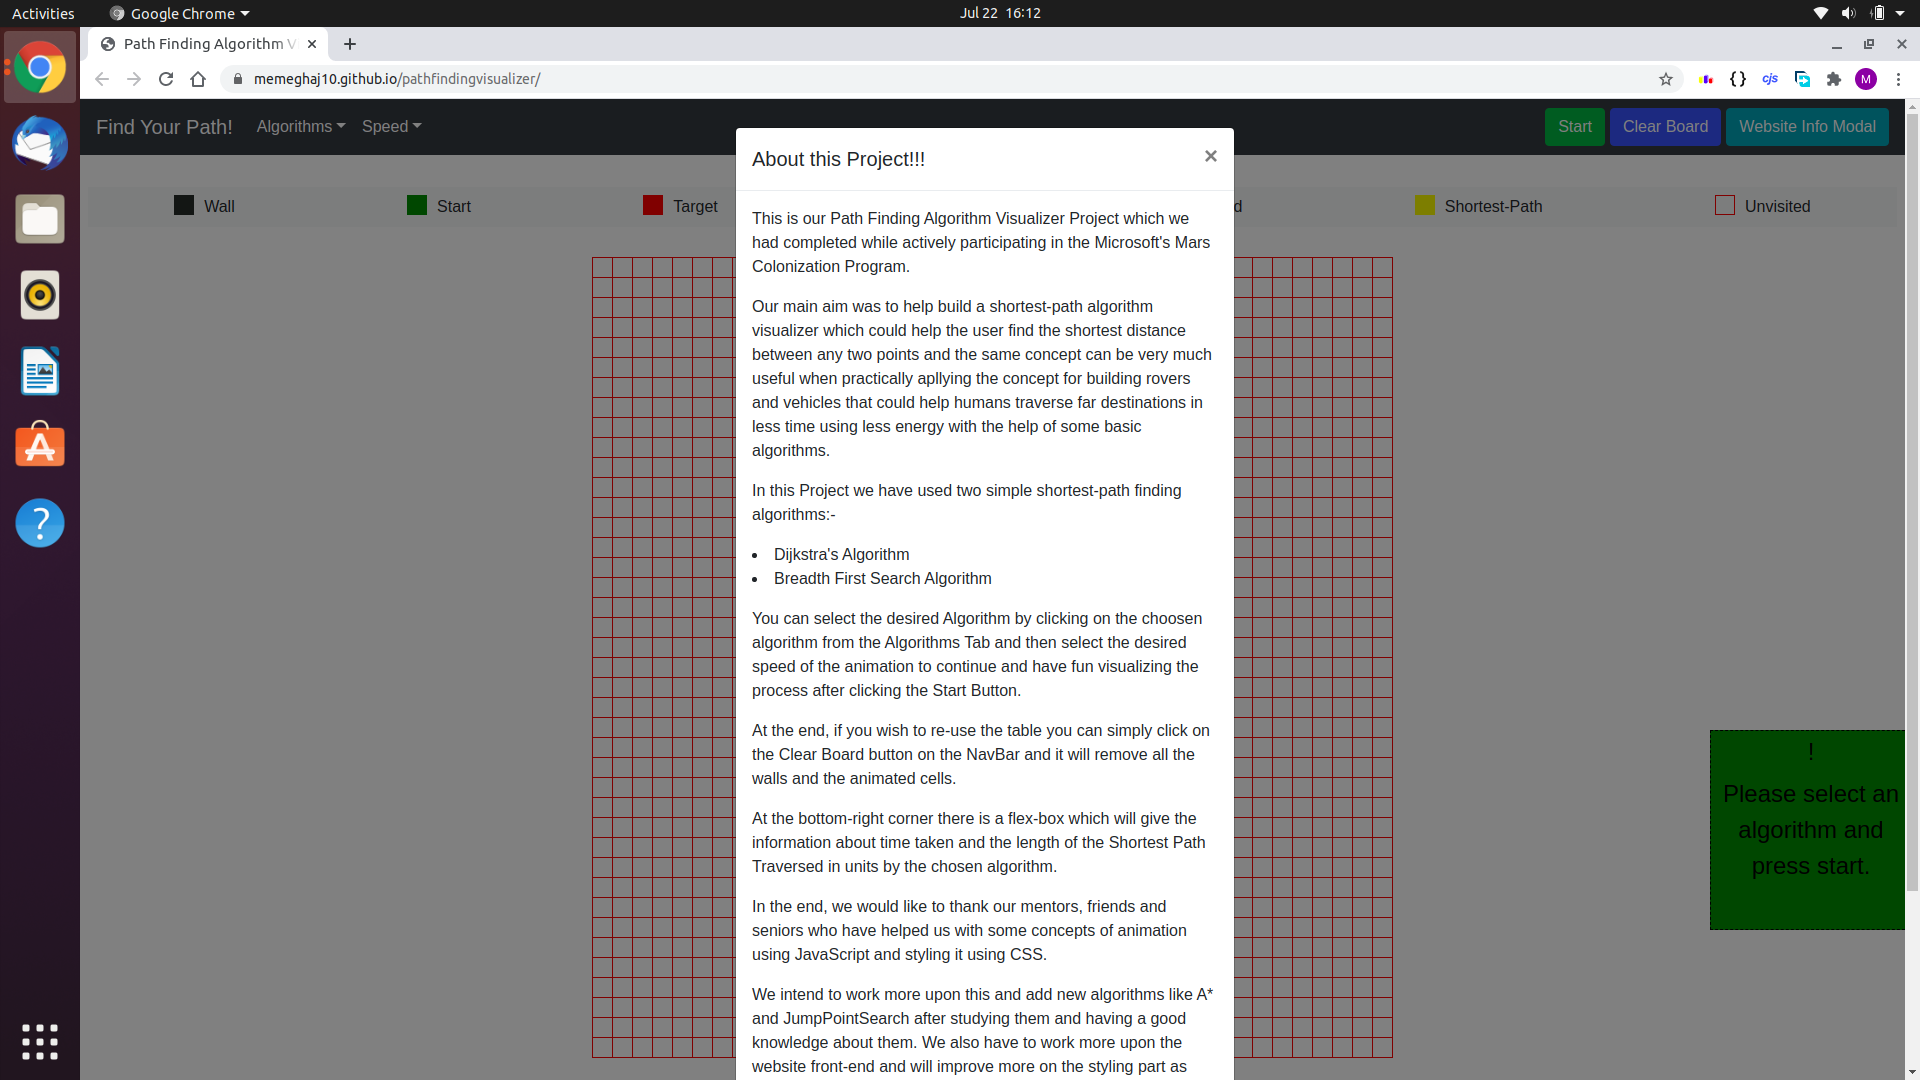 Activities
Google Chrome
Jul 22 16:12
Path Finding Algorithm V
memeghaj10.github.io/pathfindingvisualizer/
cjs
M
Find Your Path!
Algorithms
Speed
Start
Clear Board
Website Info Modal
Wall
Start
Target
d
Shortest-Path
Unvisited
About this Project!!!
×
This is our Path Finding Algorithm Visualizer Project which we
had completed while actively participating in the Microsoft's Mars
Colonization Program.
Our main aim was to help build a shortest-path algorithm
visualizer which could help the user find the shortest distance
between any two points and the same concept can be very much
useful when practically apllying the concept for building rovers
and vehicles that could help humans traverse far destinations in
less time using less energy with the help of some basic
algorithms.
In this Project we have used two simple shortest-path finding
algorithms:-
• Dijkstra's Algorithm
• Breadth First Search Algorithm
You can select the desired Algorithm by clicking on the choosen
algorithm from the Algorithms Tab and then select the desired
speed of the animation to continue and have fun visualizing the
process after clicking the Start Button.
At the end, if you wish to re-use the table you can simply click on
the Clear Board button on the NavBar and it will remove all the
walls and the animated cells.
At the bottom-right corner there is a flex-box which will give the
information about time taken and the length of the Shortest Path
Traversed in units by the chosen algorithm.
In the end, we would like to thank our mentors, friends and
seniors who have helped us with some concepts of animation
using JavaScript and styling it using CSS.
We intend to work more upon this and add new algorithms like A*
and JumpPointSearch after studying them and having a good
knowledge about them. We also have to work more upon the
website front-end and will improve more on the styling part as
!
Please select an
algorithm and
press start.